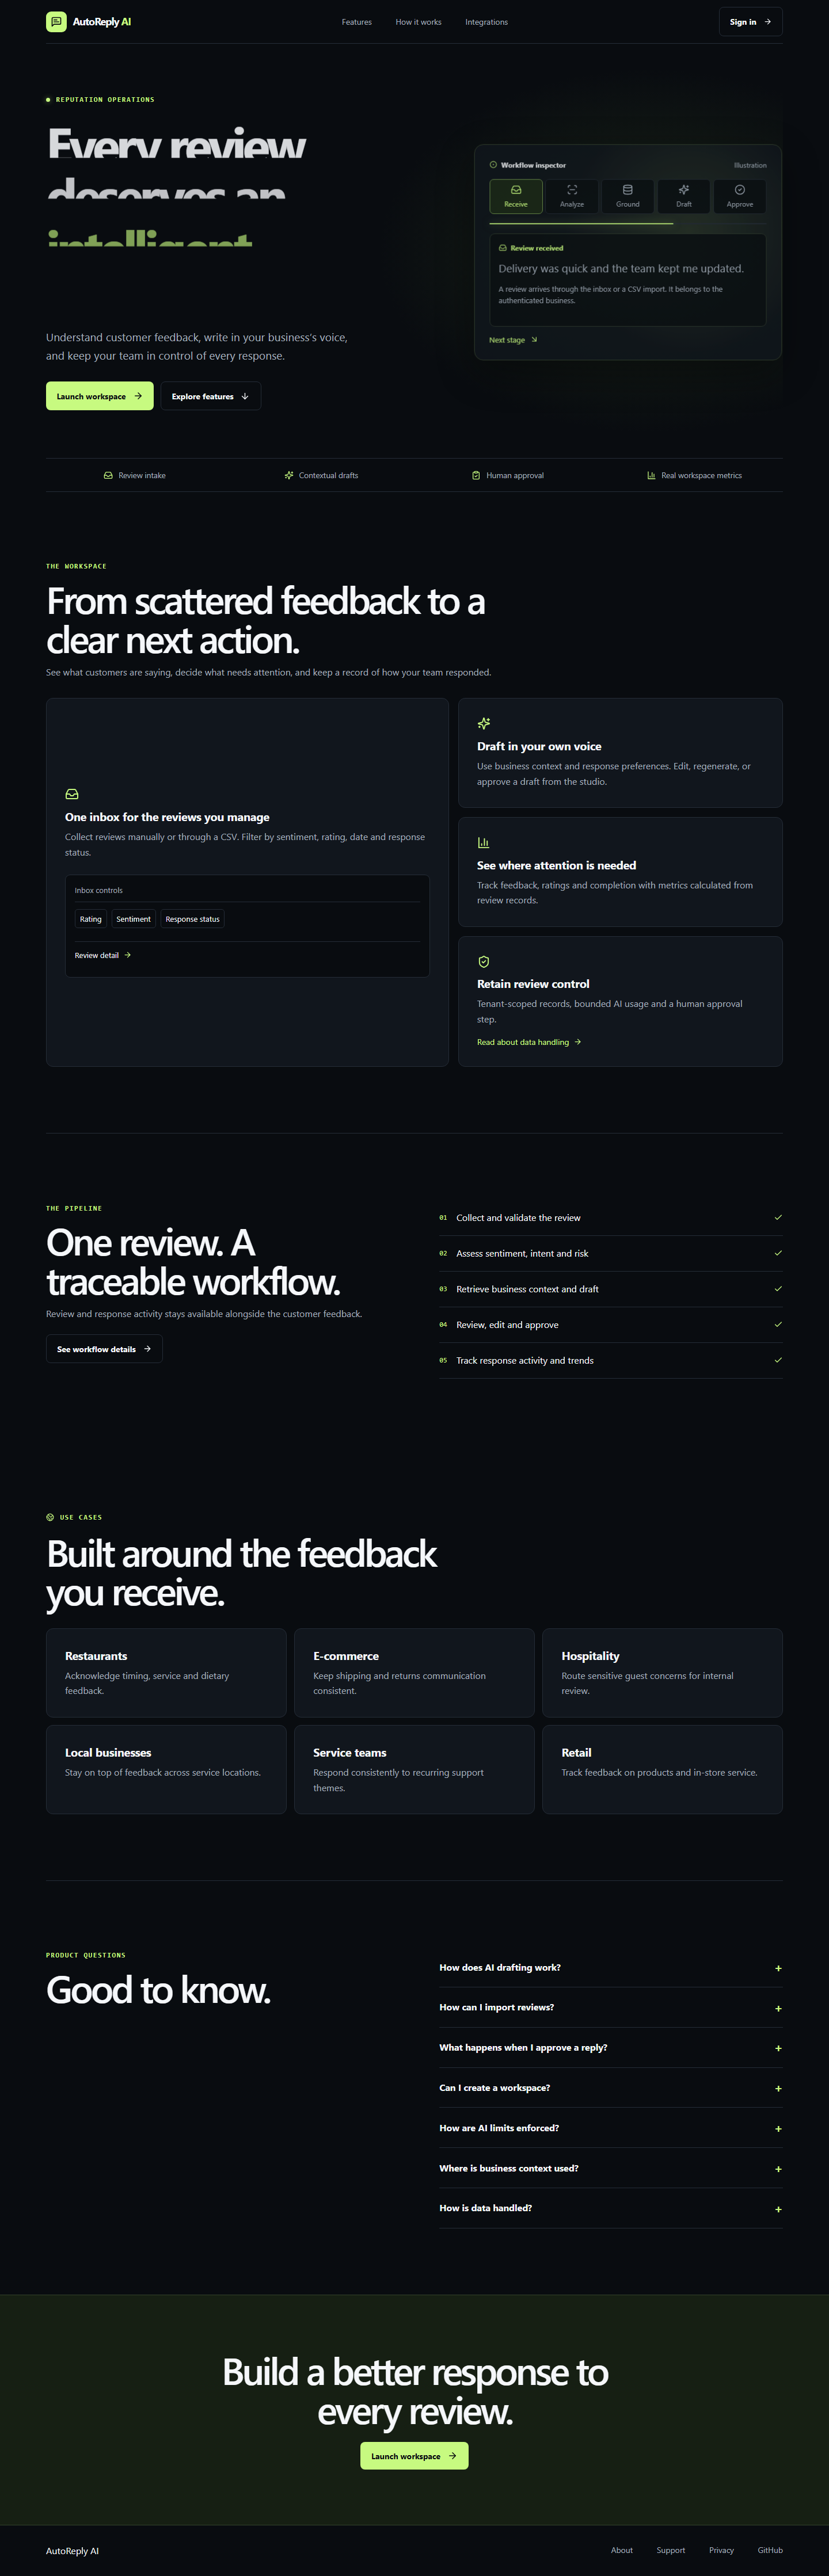 AutoReply AI
Features
How it works
Integrations
Sign in
REPUTATION OPERATIONS
Every review
deserves an
intelligent
Understand customer feedback, write in your business's voice,
and keep your team in control of every response.
Launch workspace
Explore features
Workflow inspector
Illustration
Receive
Analyze
Ground
Draft
Approve
Review received
Delivery was quick and the team kept me updated.
A review arrives through the inbox or a CSV import. It belongs to the
authenticated business.
Next stage
Review intake
Contextual drafts
Human approval
Real workspace metrics
THE WORKSPACE
From scattered feedback to a
clear next action.
See what customers are saying, decide what needs attention, and keep a record of how your team responded.
One inbox for the reviews you manage
Collect reviews manually or through a CSV. Filter by sentiment, rating, date and response
status.
Inbox controls
Rating
Sentiment
Response status
Review detail
Draft in your own voice
Use business context and response preferences. Edit, regenerate, or
approve a draft from the studio.
See where attention is needed
Track feedback, ratings and completion with metrics calculated from
review records.
Retain review control
Tenant-scoped records, bounded AI usage and a human approval
step.
Read about data handling
THE PIPELINE
One review. A
traceable workflow.
Review and response activity stays available alongside the customer feedback.
See workflow details
01 Collect and validate the review
02 Assess sentiment, intent and risk
03 Retrieve business context and draft
04 Review, edit and approve
05 Track response activity and trends
USE CASES
Built around the feedback
you receive.
Restaurants
Acknowledge timing, service and dietary
feedback.
E-commerce
Keep shipping and returns communication
consistent.
Hospitality
Route sensitive guest concerns for internal
review.
Local businesses
Stay on top of feedback across service locations.
Service teams
Respond consistently to recurring support
themes.
Retail
Track feedback on products and in-store service.
PRODUCT QUESTIONS
Good to know.
How does AI drafting work?
How can I import reviews?
What happens when I approve a reply?
Can I create a workspace?
How are AI limits enforced?
Where is business context used?
How is data handled?
Build a better response to
every review.
Launch workspace
AutoReply AI
About
Support
Privacy
GitHub